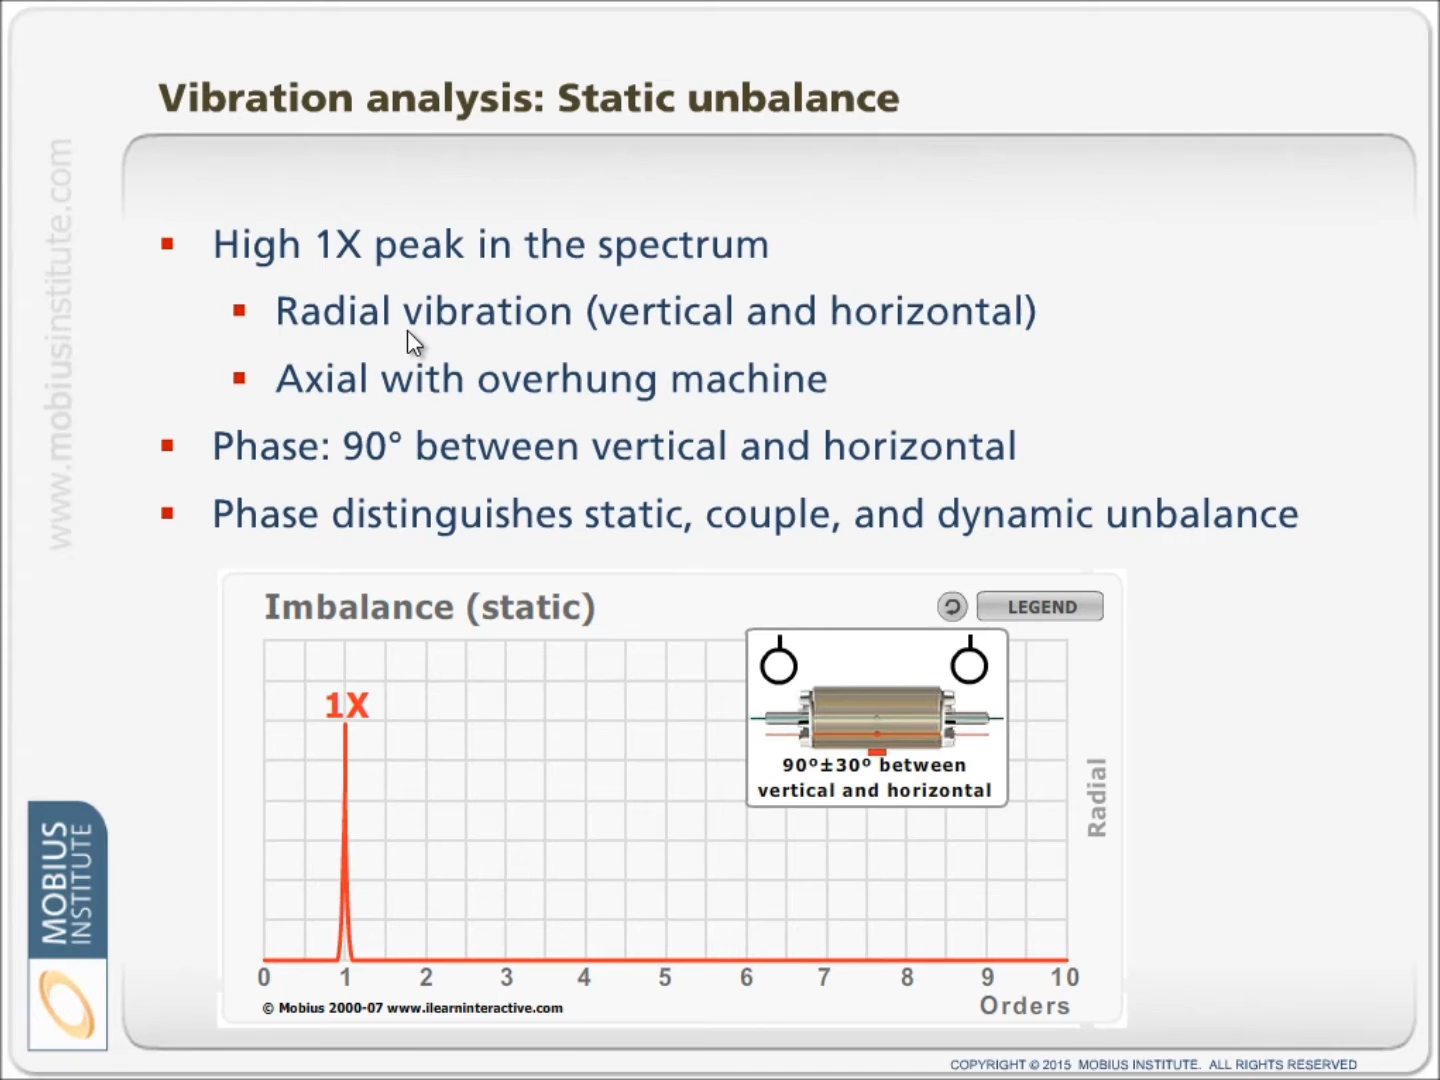 Vibration analysis: Static unbalance
www.mobiusinstitute.com
High 1X peak in the spectrum
Radial vibration (vertical and horizontal)
Axial with overhung machine
Phase: 90° between vertical and horizontal
Phase distinguishes static, couple, and dynamic unbalance
Imbalance (static)
LEGEND
1X
90º±30º between
vertical and horizontal
Radial
0 1 2 3 4 5 6 7 8 9 10
Orders
© Mobius 2000-07 www.ilearninteractive.com
MOBIUS
INSTITUTE
COPYRIGHT © 2015 MOBIUS INSTITUTE. ALL RIGHTS RESERVED